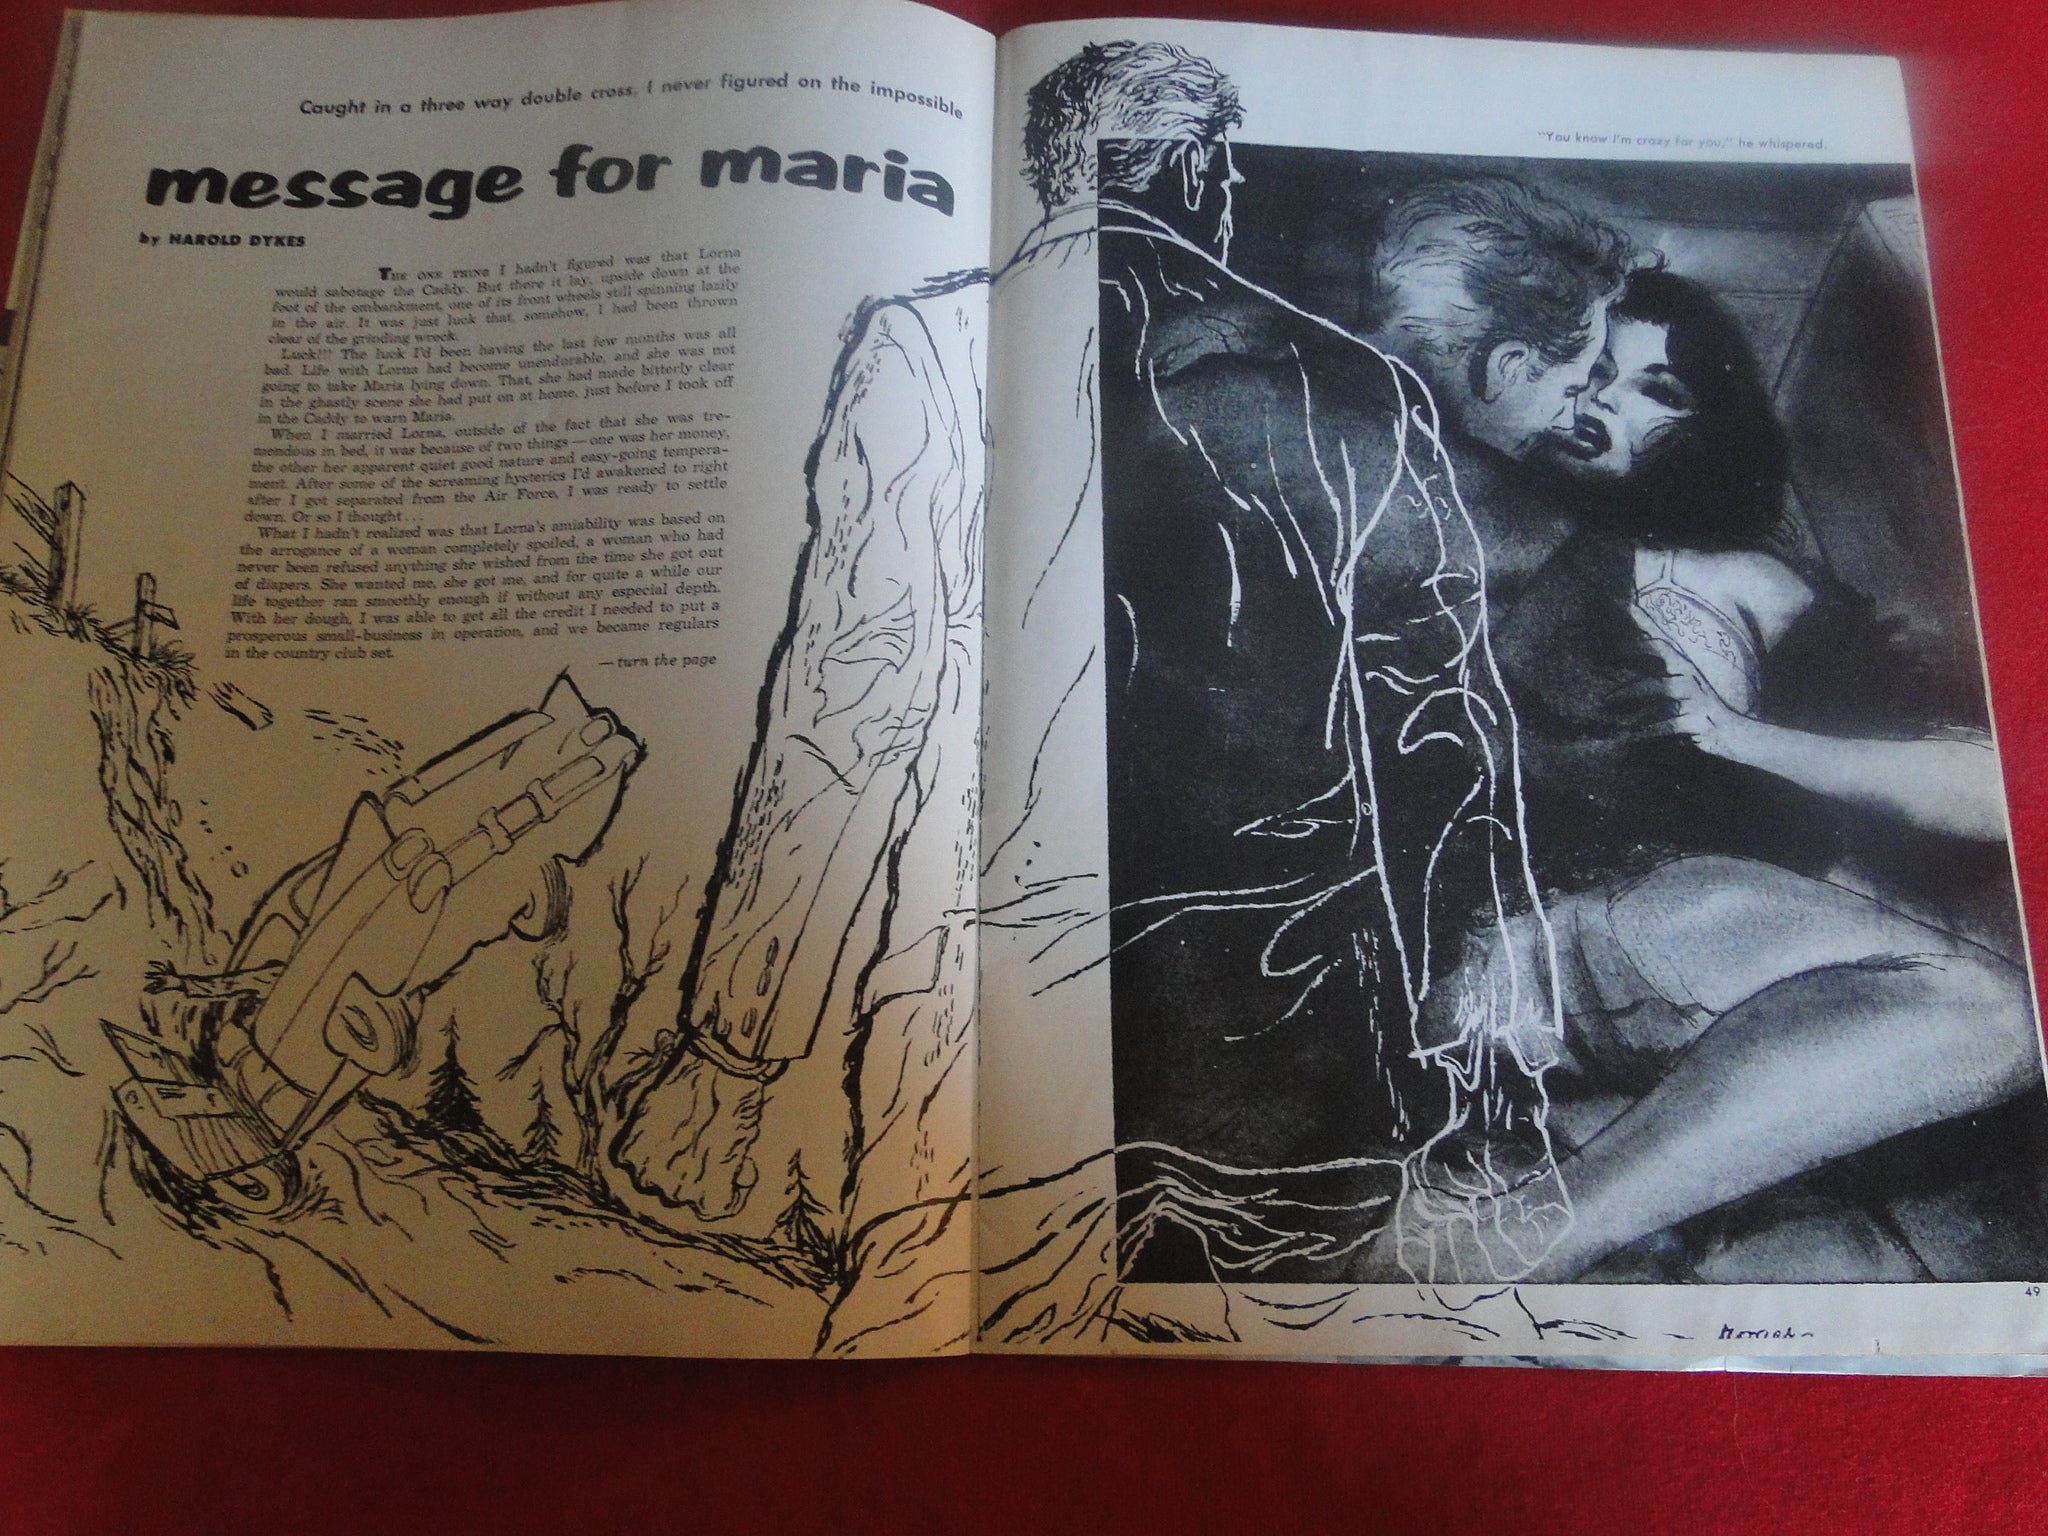 Caught in a three way double cross, I never figured on the impossible
message for maria
by HAROLD DYKES
THE ONE THING I hadn't figured was that Lorna
would sabotage the Caddy. But there it lay, upside down at the
foot of the embankment, one of its front wheels still spinning lazily
in the air. It was just luck that, somehow, I had been thrown
clear of the grinding wreck.
Luck!!! The luck I'd been having the last few months was all
bad. Life with Lorna had become unendurable, and she was not
going to take Maria lying down. That, she had made bitterly clear
in the ghastly scene she had put on at home, just before I took off
in the Caddy to warn Maria.
When I married Lorna, outside of the fact that she was tre-
mendous in bed, it was because of two things — one was her money,
the other her apparent quiet good nature and easy-going tempera-
ment. After some of the screaming hysterics I'd awakened to right
after I got separated from the Air Force, I was ready to settle
down. Or so I thought . . .
What I hadn't realized was that Lorna's amiability was based on
the arrogance of a woman completely spoiled, a woman who had
never been refused anything she wished from the time she got out
of diapers. She wanted me, she got me, and for quite a while our
life together ran smoothly enough if without any especial depth.
With her dough, I was able to get all the credit I needed to put a
prosperous small-business in operation, and we became regulars
in the country club set.
— turn the page
"You know I'm crazy for you," he whispered.
49